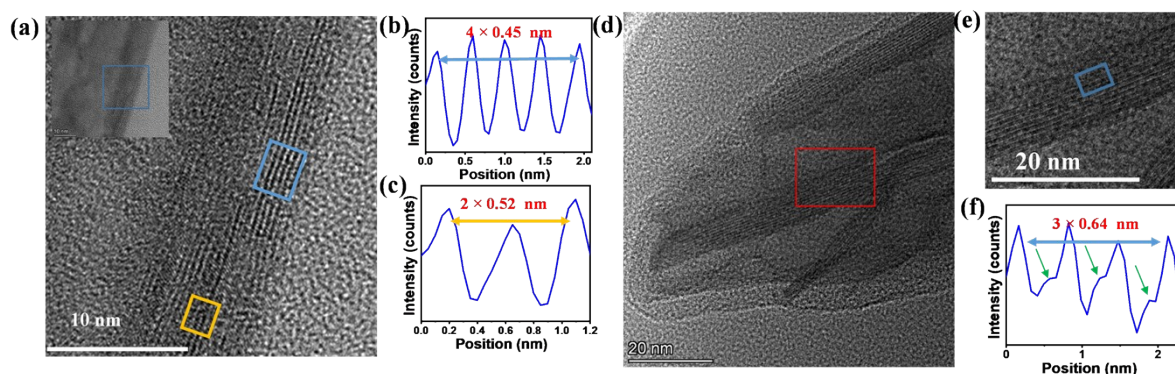 (a)
10 nm
(b)
4 × 0.45 nm
Intensity (counts)
0.0 0.5 1.0 1.5 2.0
Position (nm)
(c)
2 × 0.52 nm
Intensity (counts)
0.0 0.2 0.4 0.6 0.8 1.0 1.2
Position (nm)
(d)
20 nm
(e)
20 nm
(f)
3 × 0.64 nm
Intensity (counts)
0 1 2
Position (nm)